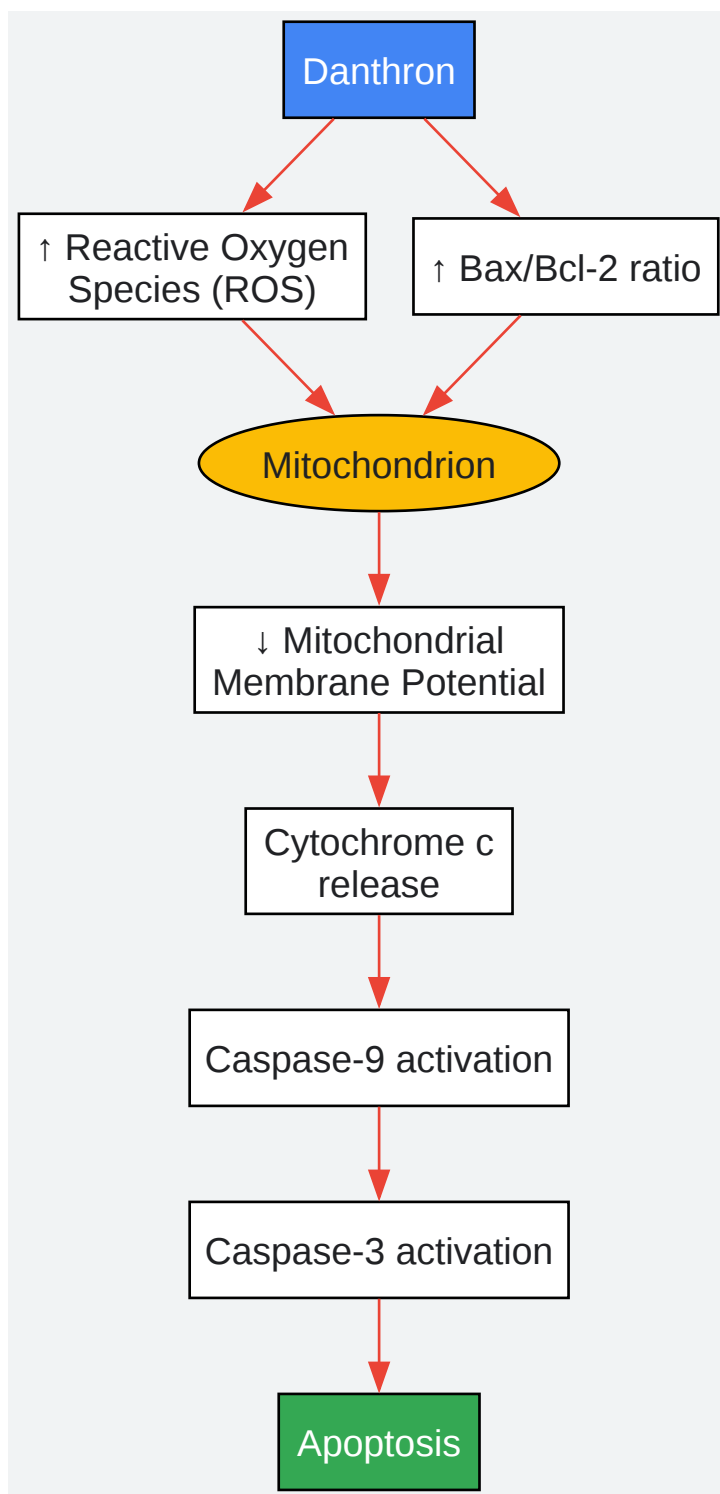 Danthron
↑ Reactive Oxygen
Species (ROS)
↑ Bax/Bcl-2 ratio
Mitochondrion
↓ Mitochondrial
Membrane Potential
Cytochrome c
release
Caspase-9 activation
Caspase-3 activation
Apoptosis